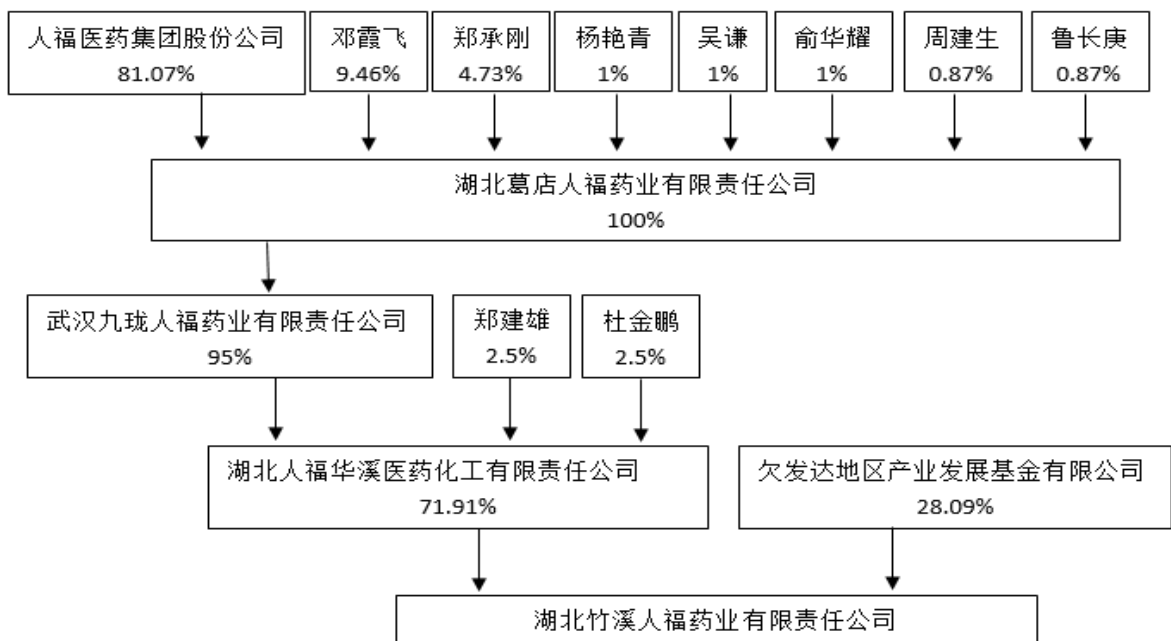 人福医药集团股份公司
81.07%
邓霞飞
9.46%
郑承刚
4.73%
杨艳青
1%
吴谦
1%
俞华耀
1%
周建生
0.87%
鲁长庚
0.87%
湖北葛店人福药业有限责任公司
100%
武汉九珑人福药业有限责任公司
95%
郑建雄
2.5%
杜金鹏
2.5%
湖北人福华溪医药化工有限责任公司
71.91%
欠发达地区产业发展基金有限公司
28.09%
湖北竹溪人福药业有限责任公司